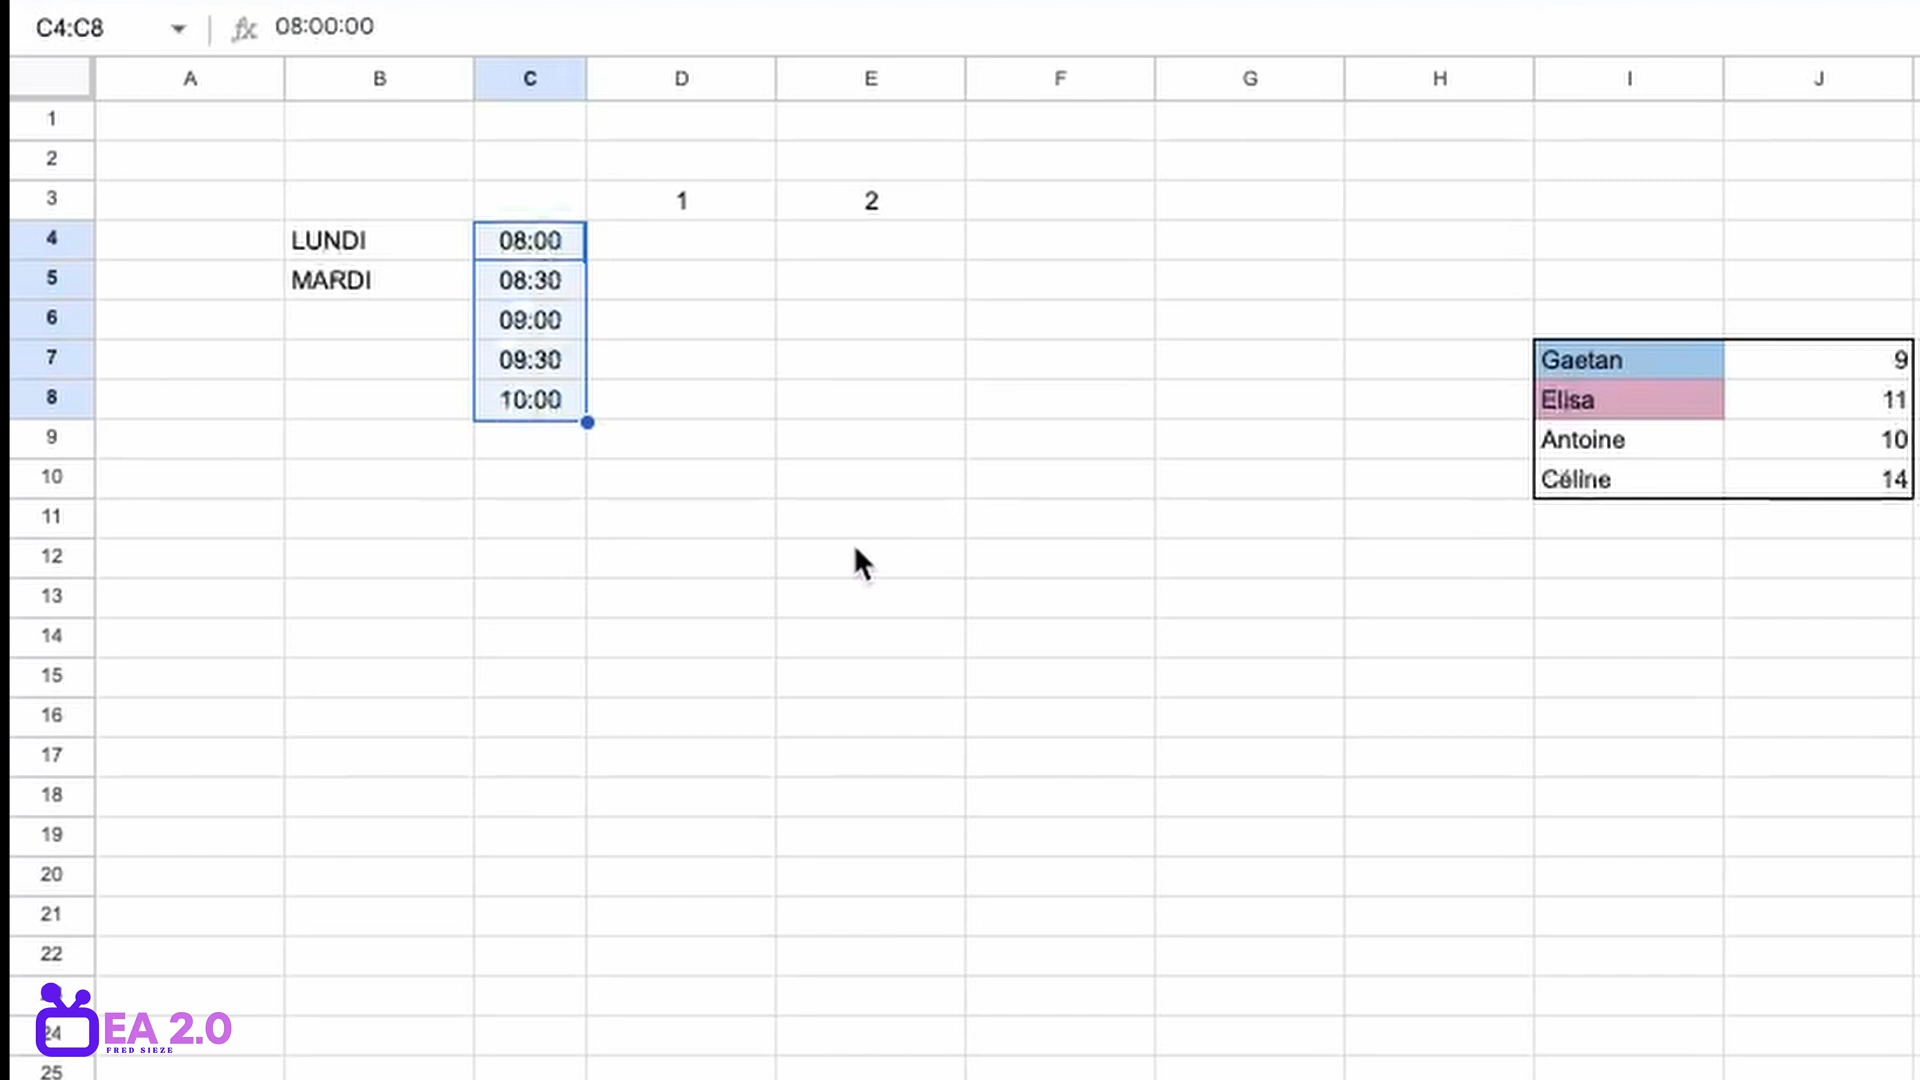 C4:C8 fx 08:00:00
A B C D E F G H I J
1
2
3 1 2
4 LUNDI 08:00
5 MARDI 08:30
6 09:00
7 09:30 Gaetan 9
8 10:00 Elisa 11
9 Antoine 10
10 Céline 14
11
12
13
14
15
16
17
18
19
20
21
22
24
EA 2.0
FRED SIEZE
25